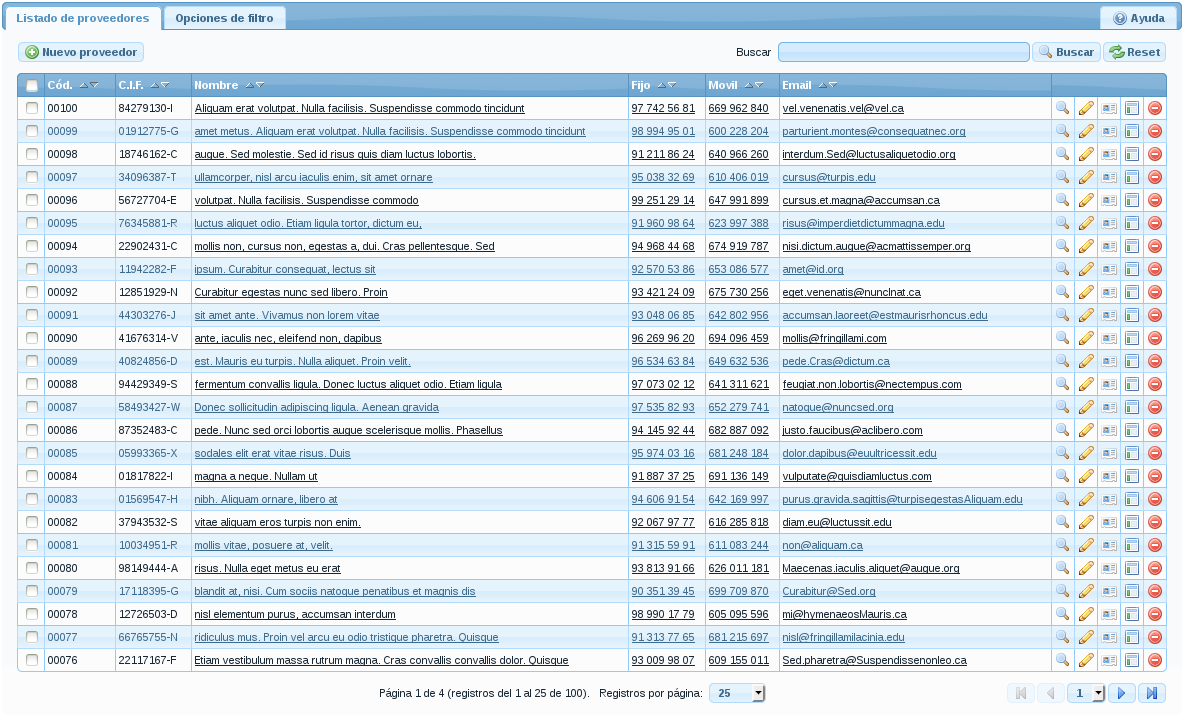 Listado de proveedores Opciones de filtro Ayuda
Nuevo proveedor Buscar Buscar Reset
Cód. C.I.F. Nombre Fijo Movil Email
00100 84279130-I Aliquam erat volutpat. Nulla facilisis. Suspendisse commodo tincidunt 97 742 56 81 669 962 840 vel.venenatis.vel@vel.ca
00099 01912775-G amet metus. Aliquam erat volutpat. Nulla facilisis. Suspendisse commodo tincidunt 98 994 95 01 600 228 204 parturient.montes@consequatnec.org
00098 18746162-C augue. Sed molestie. Sed id risus quis diam luctus lobortis. 91 211 86 24 640 966 260 interdum.Sed@luctusaliquetodio.org
00097 34096387-T ullamcorper, nisl arcu iaculis enim, sit amet ornare 95 038 32 69 610 406 019 cursus@turpis.edu
00096 56727704-E volutpat. Nulla facilisis. Suspendisse commodo 99 251 29 14 647 991 899 cursus.et.magna@accumsan.ca
00095 76345881-R luctus aliquet odio. Etiam ligula tortor, dictum eu, 91 960 98 64 623 997 388 risus@imperdietdictummagna.edu
00094 22902431-C mollis non, cursus non, egestas a, dui. Cras pellentesque. Sed 94 968 44 68 674 919 787 nisi.dictum.augue@acmattissemper.org
00093 11942282-F ipsum. Curabitur consequat, lectus sit 92 570 53 86 653 086 577 amet@id.org
00092 12851929-N Curabitur egestas nunc sed libero. Proin 93 421 24 09 675 730 256 eget.venenatis@nuncInat.ca
00091 44303276-J sit amet ante. Vivamus non lorem vitae 93 048 06 85 642 802 956 accumsan.laoreet@estmaurisrhoncus.edu
00090 41676314-V ante, iaculis nec, eleifend non, dapibus 96 269 96 20 694 096 459 mollis@fringillami.com
00089 40824856-D est. Mauris eu turpis. Nulla aliquet. Proin velit. 96 534 63 84 649 632 536 pede.Cras@dictum.ca
00088 94429349-S fermentum convallis ligula. Donec luctus aliquet odio. Etiam ligula 97 073 02 12 641 311 621 feugiat.non.lobortis@nectempus.com
00087 58493427-W Donec sollicitudin adipiscing ligula. Aenean gravida 97 535 82 93 652 279 741 natoque@nuncsed.org
00086 87352483-C pede. Nunc sed orci lobortis augue scelerisque mollis. Phasellus 94 145 92 44 682 887 092 justo.faucibus@aclibero.com
00085 05993365-X sodales elit erat vitae risus. Duis 95 974 03 16 681 248 184 dolor.dapibus@euultricessit.edu
00084 01817822-I magna a neque. Nullam ut 91 887 37 25 691 136 149 vulputate@quisdiamluctus.com
00083 01569547-H nibh. Aliquam ornare, libero at 94 606 91 54 642 169 997 purus.gravida.sagittis@turpisegestasAliquam.edu
00082 37943532-S vitae aliquam eros turpis non enim. 92 067 97 77 616 285 818 diam.eu@luctussit.edu
00081 10034951-R mollis vitae, posuere at, velit. 91 315 59 91 611 083 244 non@aliquam.ca
00080 98149444-A risus. Nulla eget metus eu erat 93 813 91 66 626 011 181 Maecenas.iaculis.aliquet@augue.org
00079 17118395-G blandit at, nisi. Cum sociis natoque penatibus et magnis dis 90 351 39 45 699 709 870 Curabitur@Sed.org
00078 12726503-D nisl elementum purus, accumsan interdum 98 990 17 79 605 095 596 mi@hymenaeosMauris.ca
00077 66765755-N ridiculus mus. Proin vel arcu eu odio tristique pharetra. Quisque 91 313 77 65 681 215 697 nisl@fringillamilacinia.edu
00076 22117167-F Etiam vestibulum massa rutrum magna. Cras convallis convallis dolor. Quisque 93 009 98 07 609 155 011 Sed.pharetra@Suspendissenonleo.ca
Página 1 de 4 (registros del 1 al 25 de 100). Registros por página: 25 1